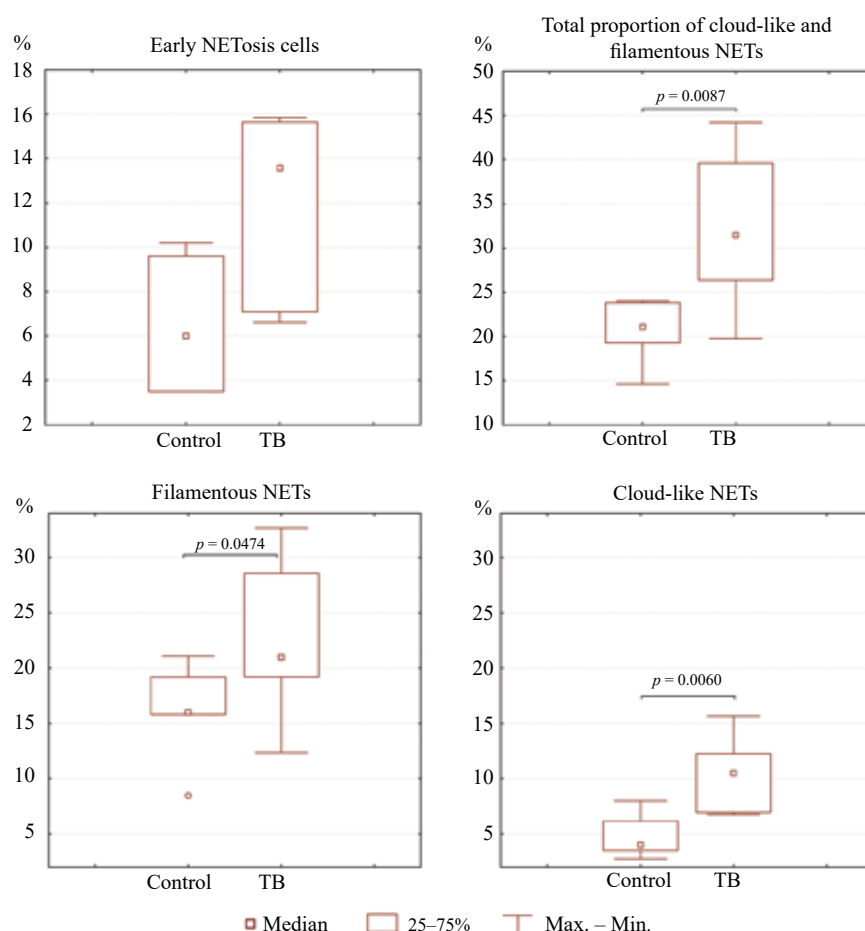 Early NETosis cells
%
18
16
14
12
10
8
6
4
2
Control TB
Total proportion of cloud-like and
filamentous NETs
%
50
45
40
35
30
25
20
15
10
p = 0.0087
Control TB
Filamentous NETs
%
30
25
20
15
10
5
p = 0.0474
Control TB
Cloud-like NETs
%
30
25
20
15
10
5
p = 0.0060
Control TB
Median 25–75% Max. – Min.